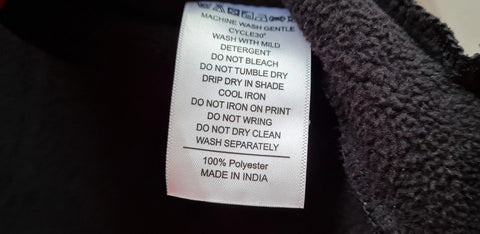 MACHINE WASH GENTLE
CYCLE30°
WASH WITH MILD
DETERGENT
DO NOT BLEACH
DO NOT TUMBLE DRY
DRIP DRY IN SHADE
COOL IRON
DO NOT IRON ON PRINT
DO NOT WRING
DO NOT DRY CLEAN
WASH SEPARATELY
100% Polyester
MADE IN INDIA